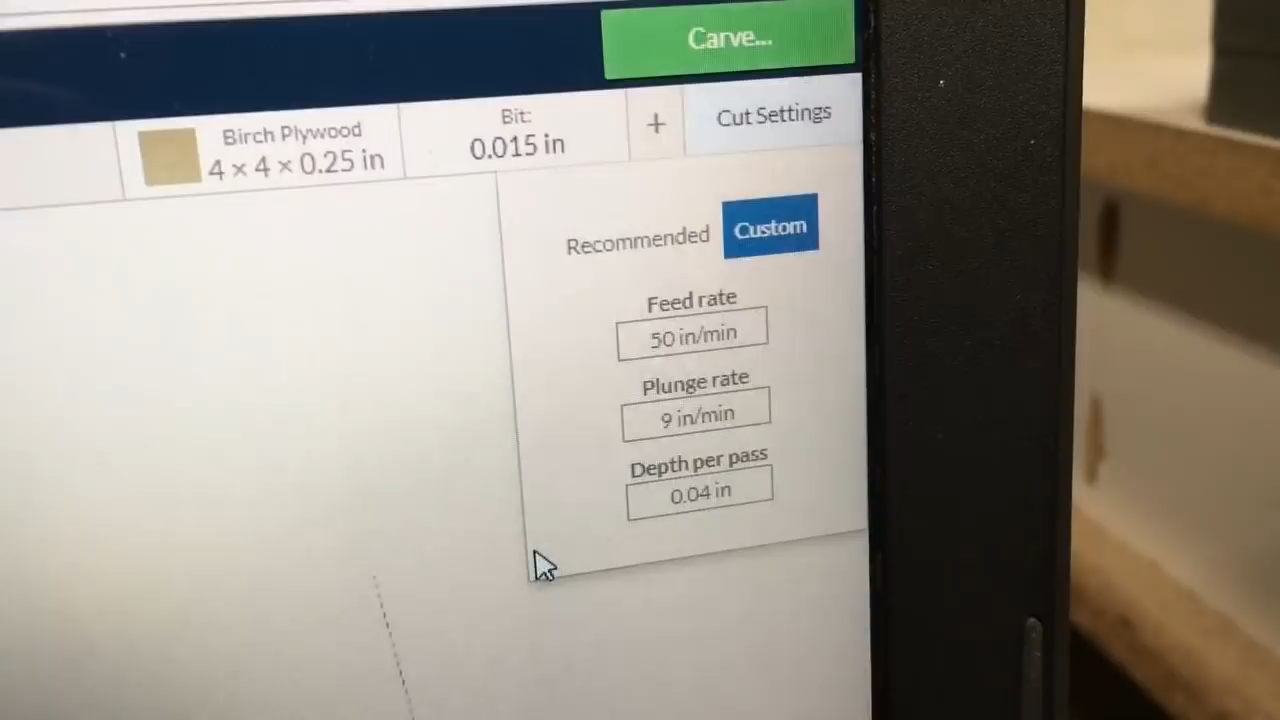 Carve...
Birch Plywood
4 × 4 × 0.25 in
Bit:
0.015 in
+
Cut Settings
Recommended
Custom
Feed rate
50 in/min
Plunge rate
9 in/min
Depth per pass
0.04 in